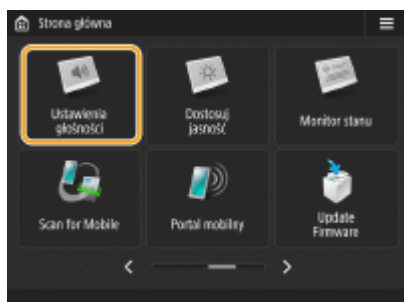 Strona główna
Ustawienia
głośności
Dostosuj
jasność
Monitor stanu
Scan for Mobile
Portal mobilny
Update
Firmware